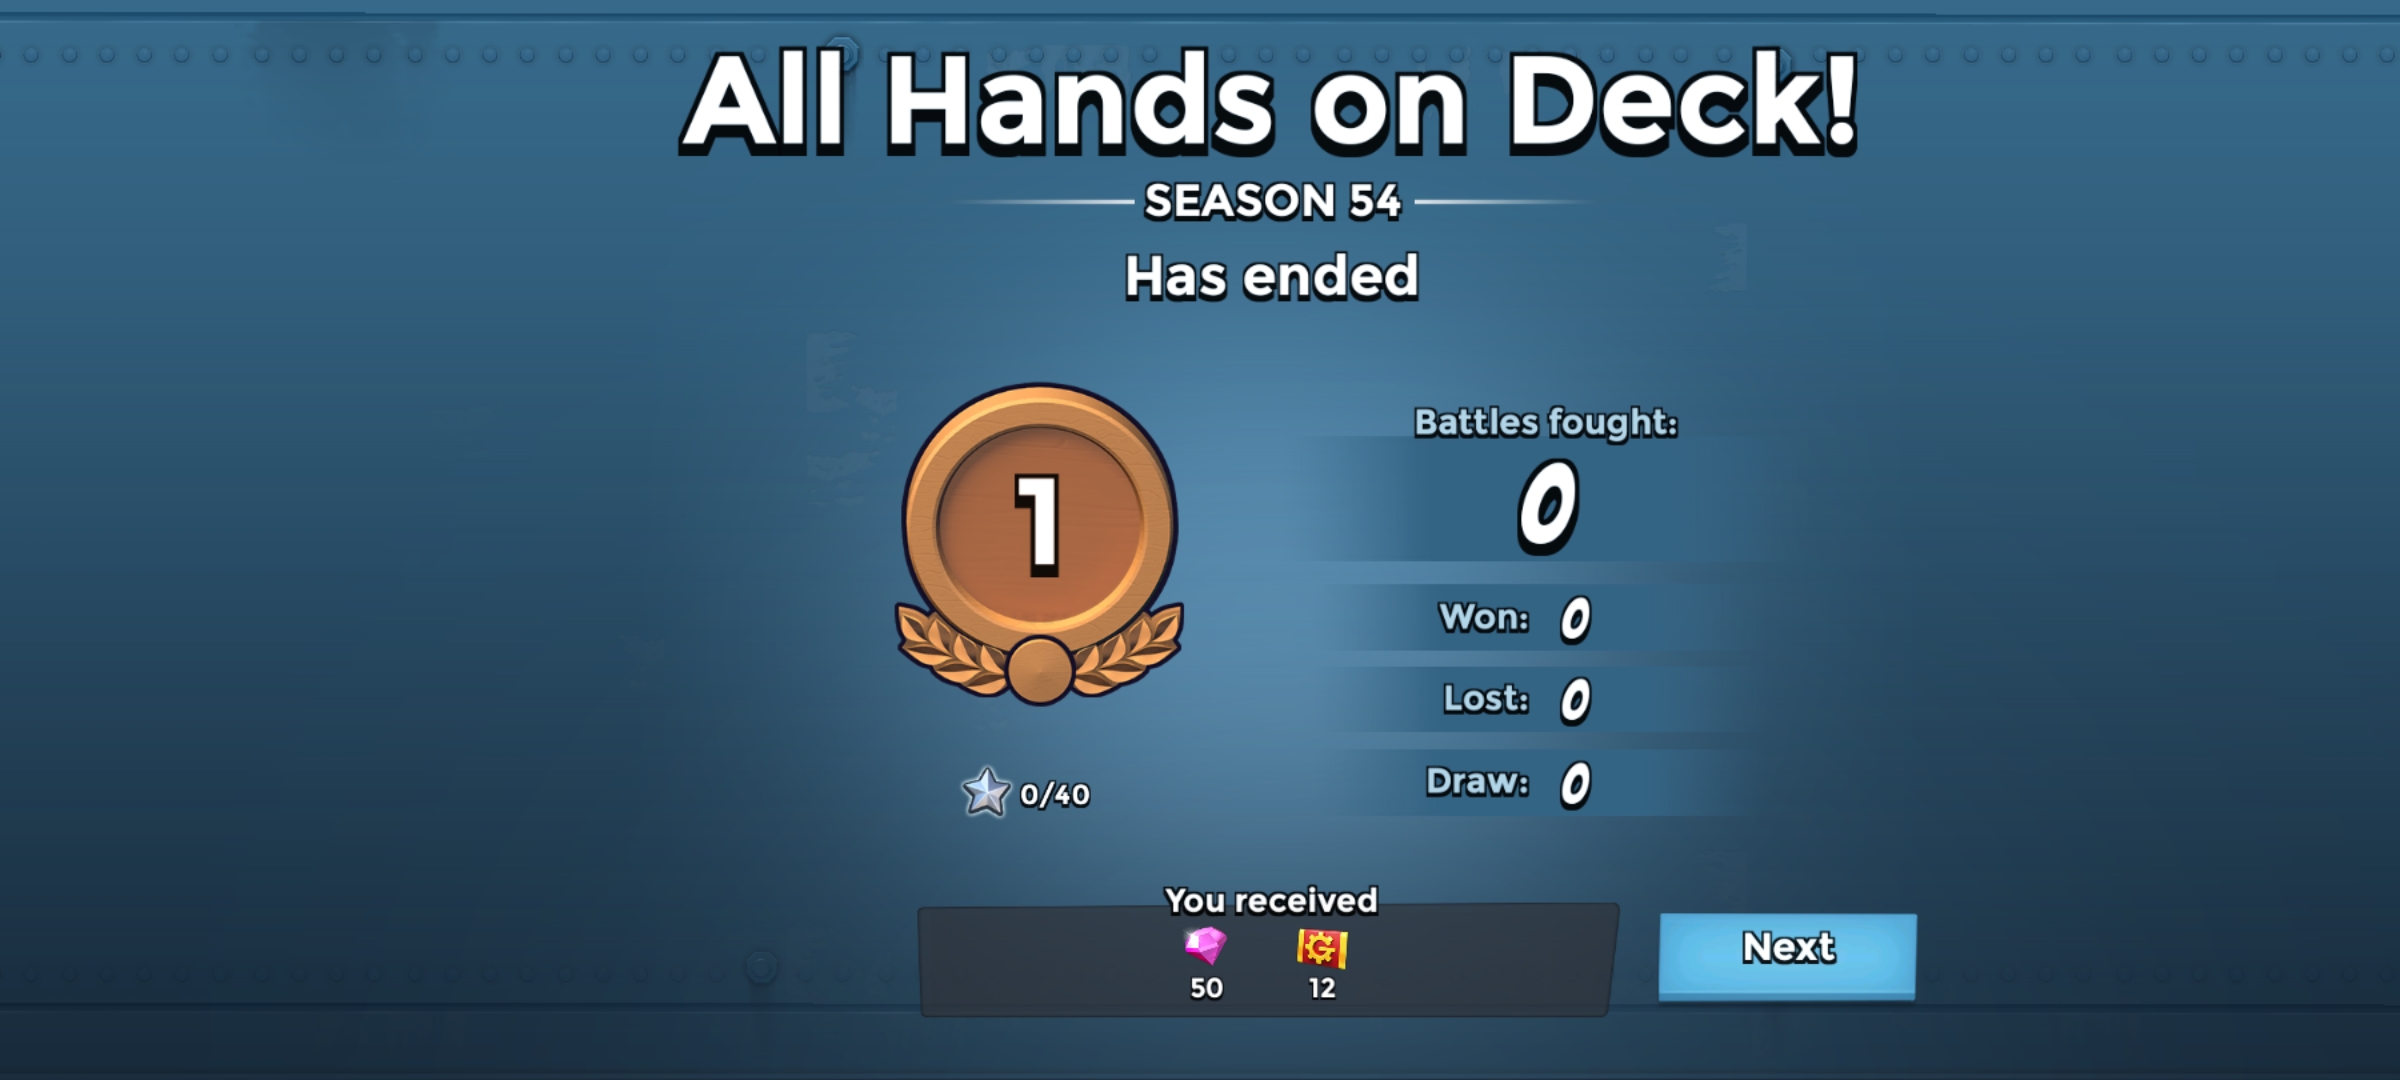 All Hands on Deck!
SEASON 54
Has ended
1
0/40
Battles fought:
0
Won: 0
Lost: 0
Draw: 0
You received
G
50 12
Next